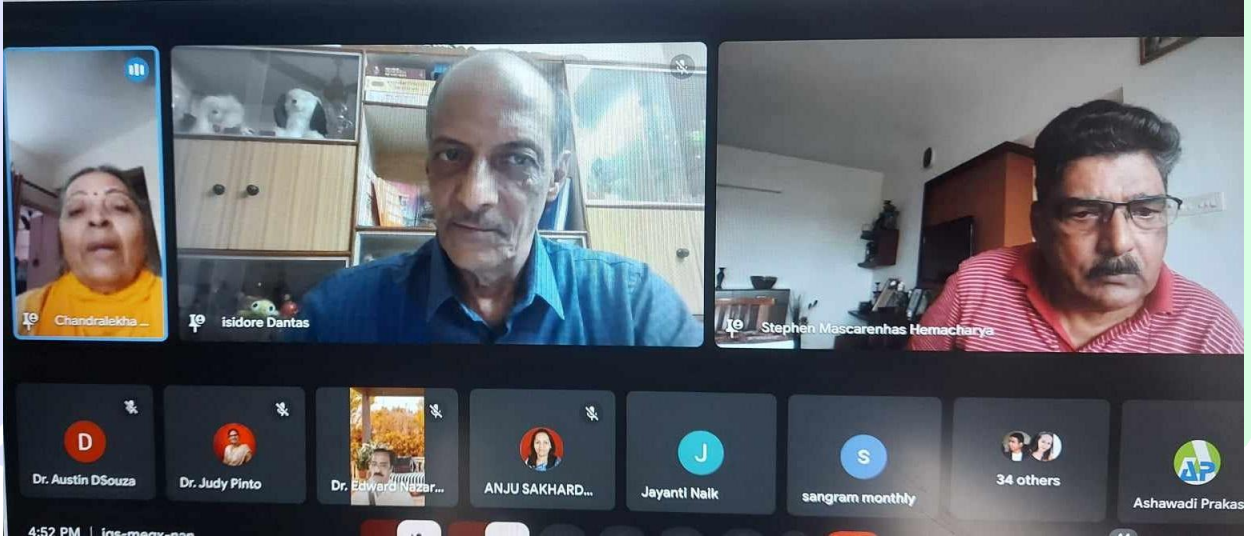 Chandralekha ...
isidore Dantas
Stephen Mascarenhas Hemacharya
D
Dr. Austin DSouza
Dr. Judy Pinto
Dr. Edward Nazar...
ANJU SAKHARD...
J
Jayanti Naik
s
sangram monthly
34 others
AP
Ashawadi Prakas
4:52 PM |